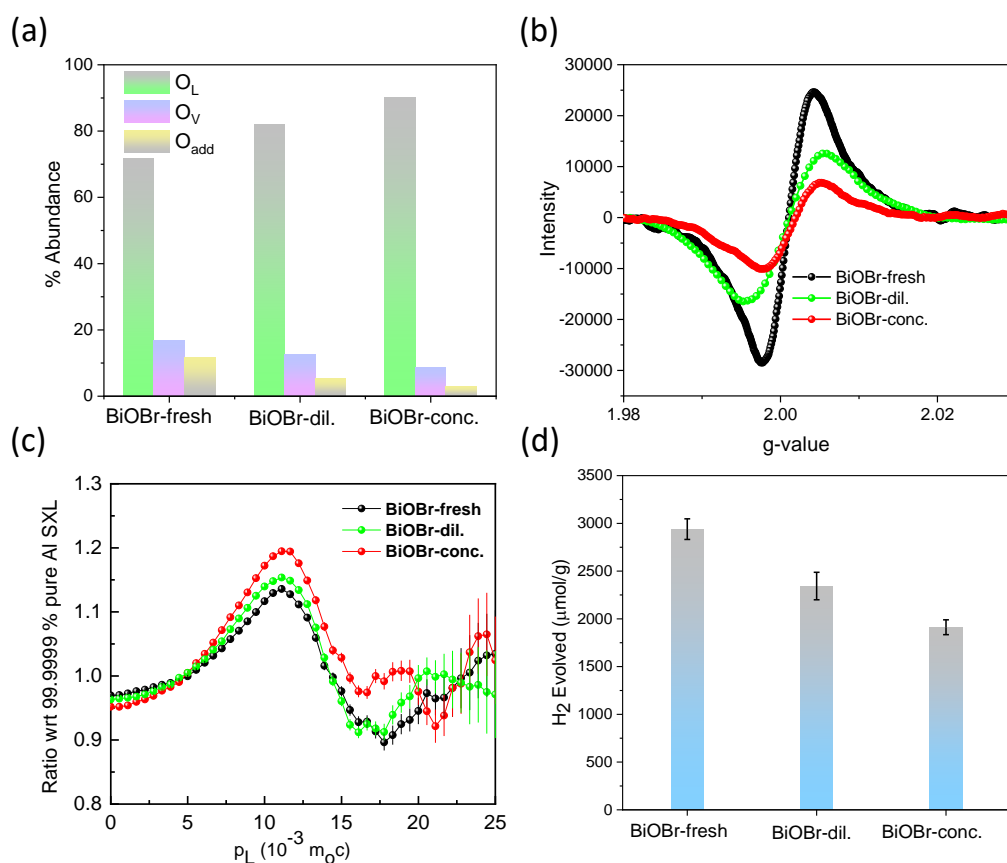 (a)
100
80
60
40
20
0
% Abundance
O_L
O_V
O_add
BiOBr-fresh
BiOBr-dil.
BiOBr-conc.
(b)
30000
20000
10000
0
-10000
-20000
-30000
Intensity
BiOBr-fresh
BiOBr-dil.
BiOBr-conc.
1.98
2.00
2.02
g-value
(c)
1.3
1.2
1.1
1.0
0.9
0.8
Ratio wrt 99.9999 % pure Al SXL
BiOBr-fresh
BiOBr-dil.
BiOBr-conc.
0
5
10
15
20
25
p_L (10^-3 m_oc)
(d)
3500
3000
2500
2000
1500
1000
500
0
H_2 Evolved (μmol/g)
BiOBr-fresh
BiOBr-dil.
BiOBr-conc.